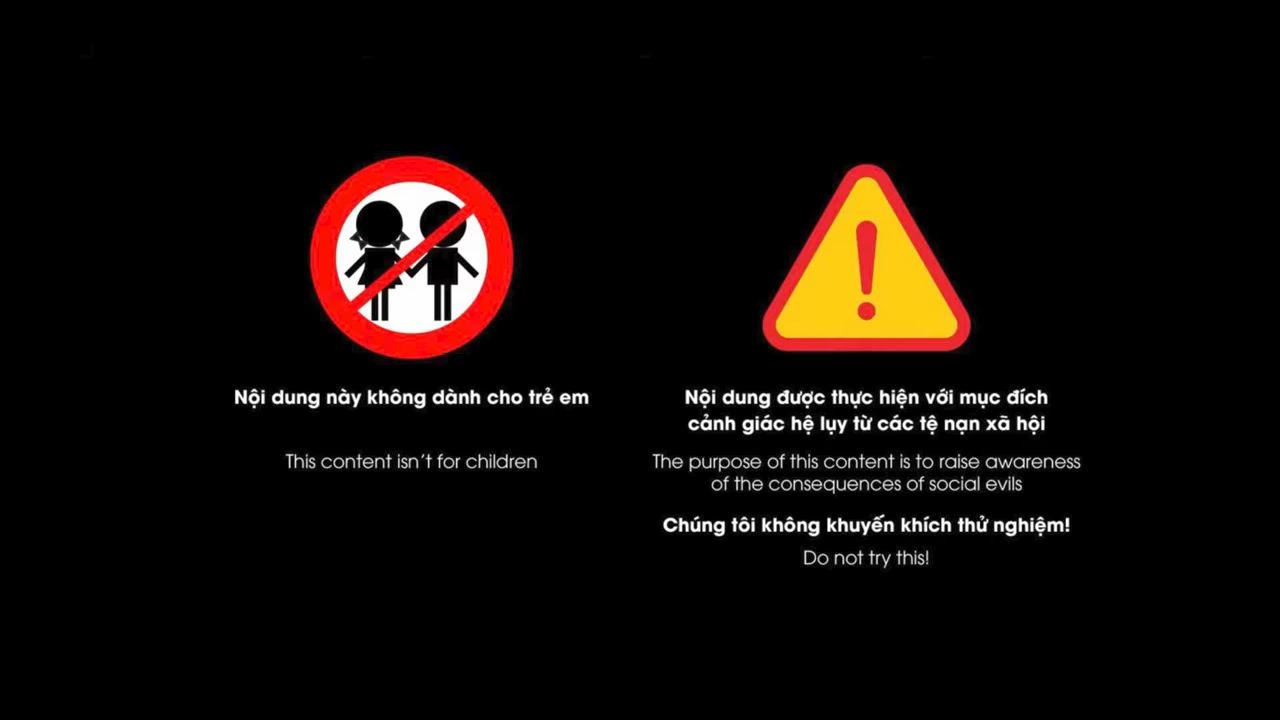 Nội dung này không dành cho trẻ em
This content isn't for children
Nội dung được thực hiện với mục đích
cảnh giác hệ lụy từ các tệ nạn xã hội
The purpose of this content is to raise awareness
of the consequences of social evils
Chúng tôi không khuyến khích thử nghiệm!
Do not try this!